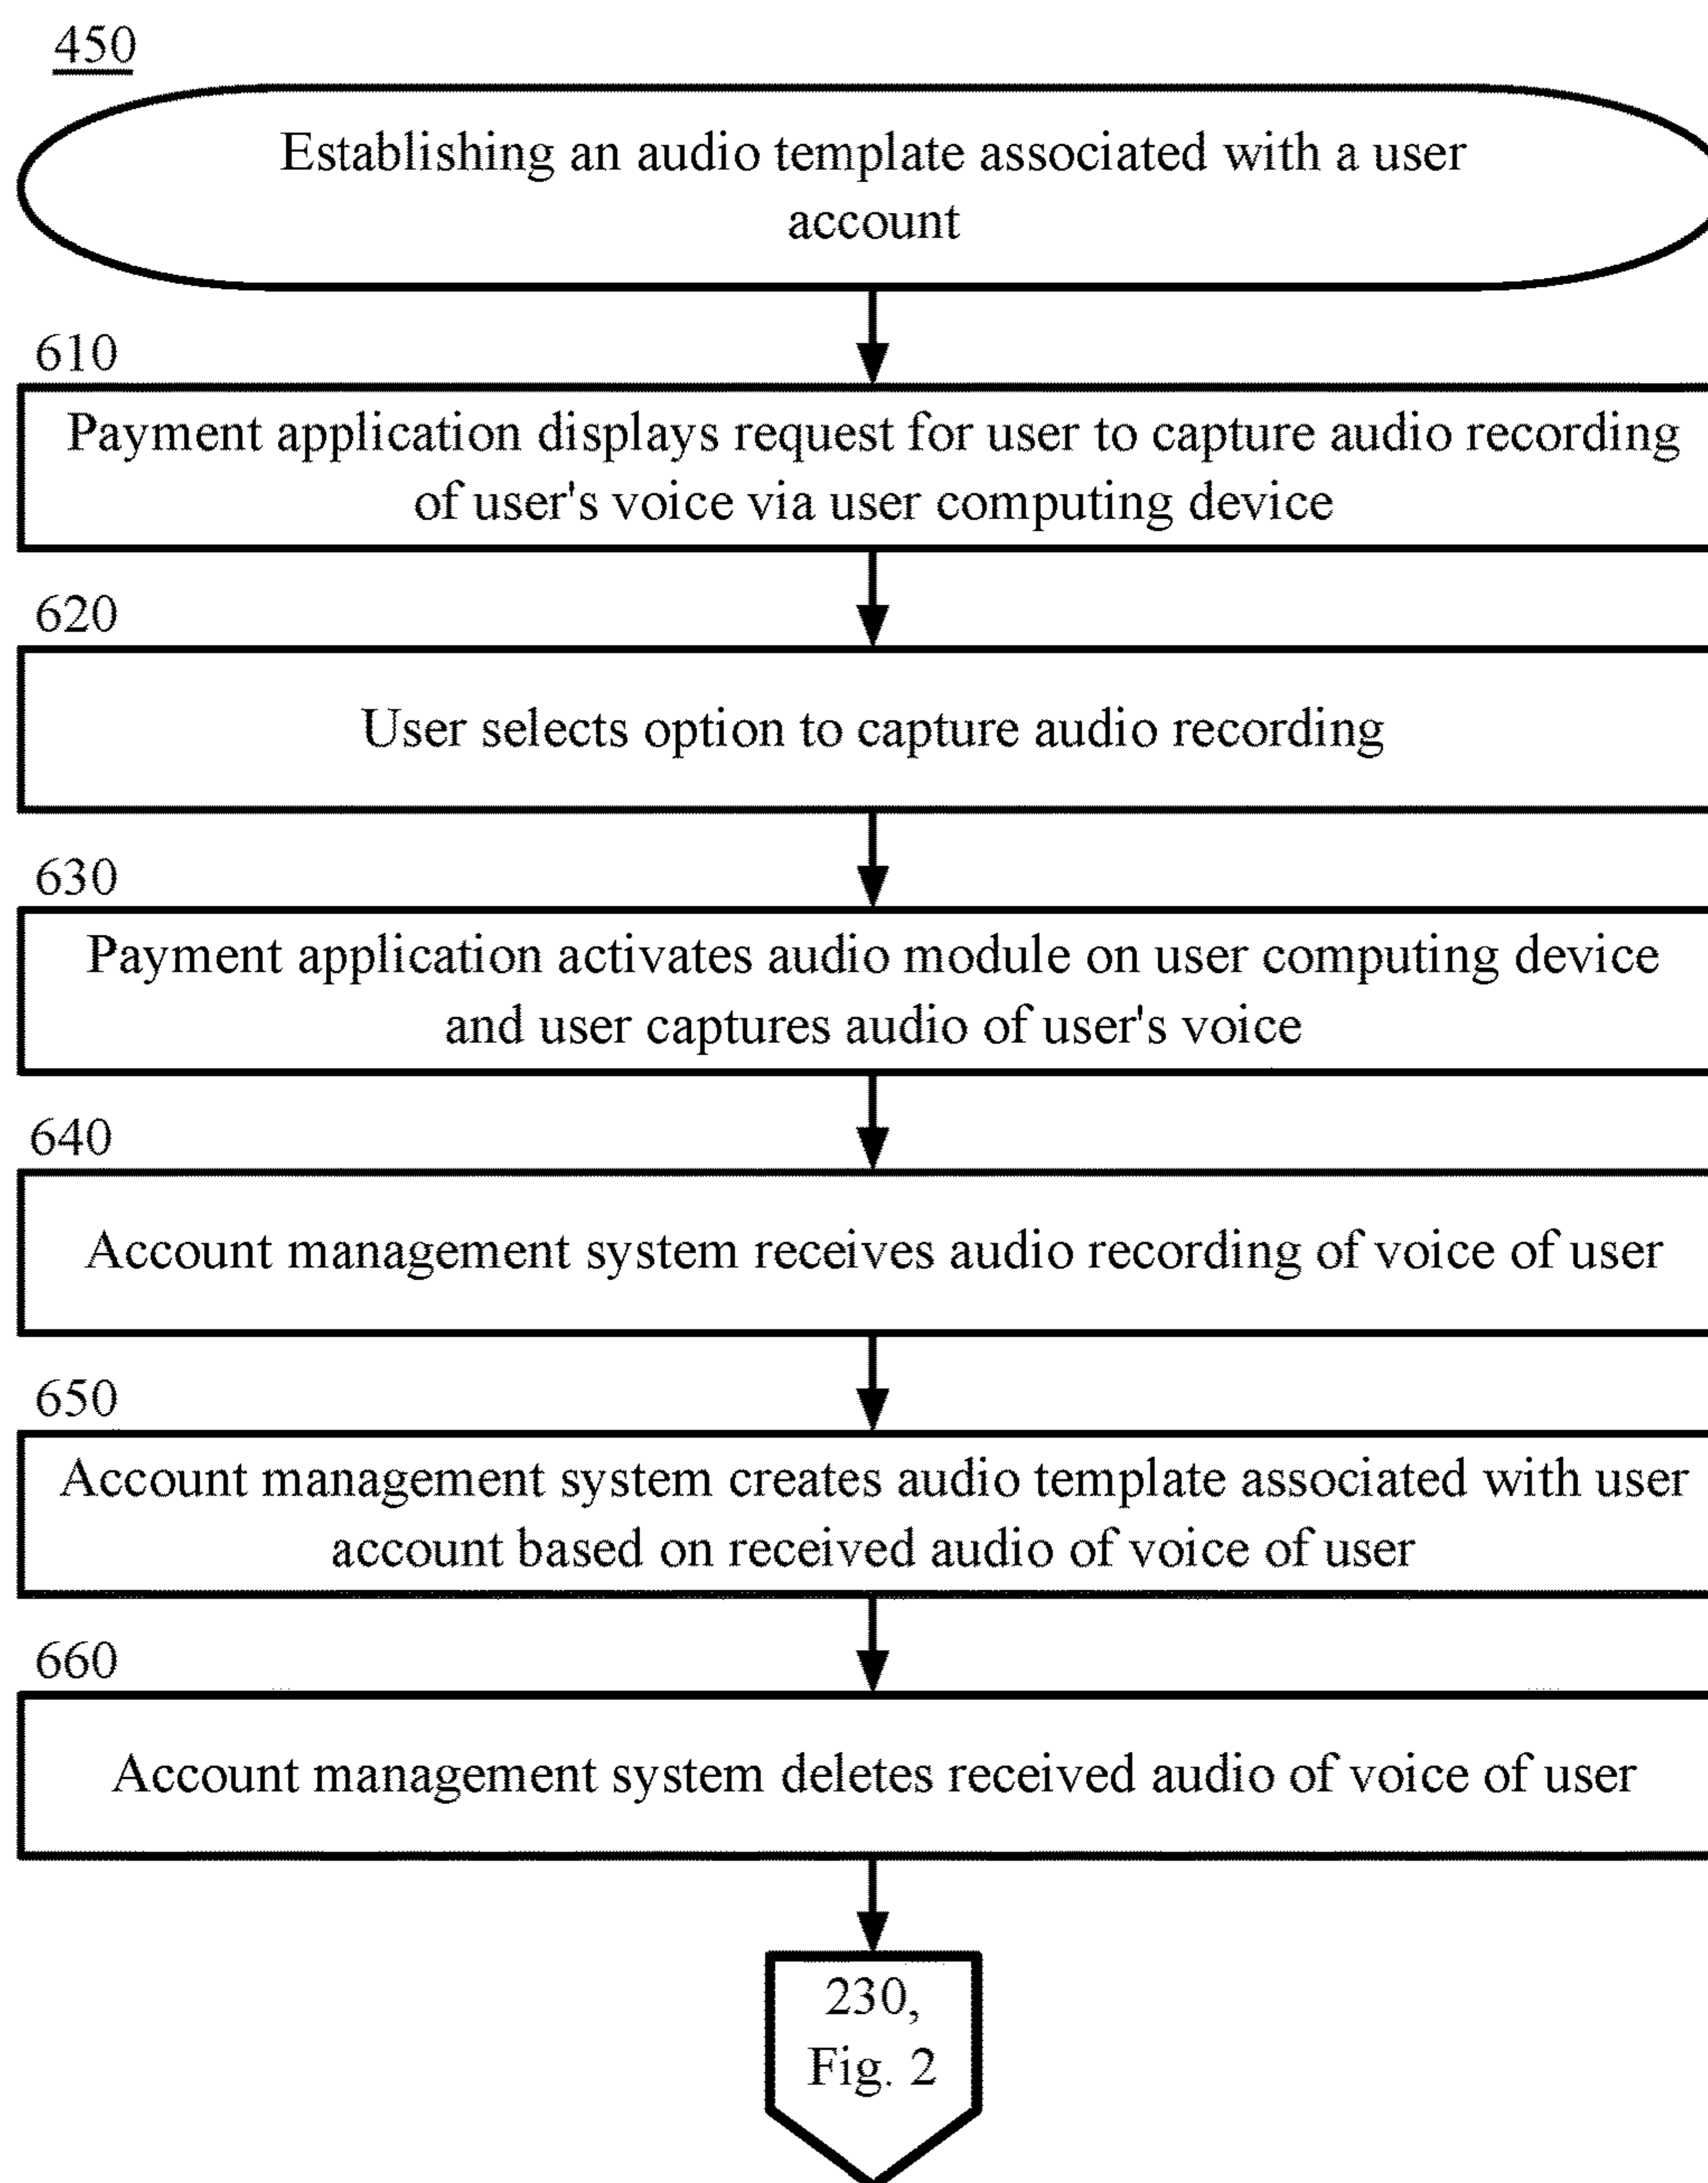 450
Establishing an audio template associated with a user
account
610
Payment application displays request for user to capture audio recording
of user's voice via user computing device
620
User selects option to capture audio recording
630
Payment application activates audio module on user computing device
and user captures audio of user's voice
640
Account management system receives audio recording of voice of user
650
Account management system creates audio template associated with user
account based on received audio of voice of user
660
Account management system deletes received audio of voice of user
230,
Fig. 2